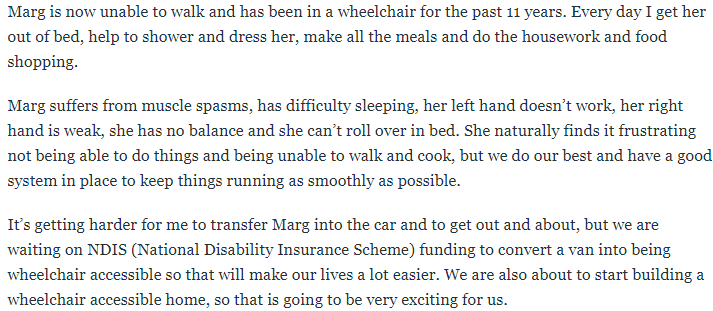 Marg is now unable to walk and has been in a wheelchair for the past 11 years. Every day I get her
out of bed, help to shower and dress her, make all the meals and do the housework and food
shopping.
Marg suffers from muscle spasms, has difficulty sleeping, her left hand doesn’t work, her right
hand is weak, she has no balance and she can’t roll over in bed. She naturally finds it frustrating
not being able to do things and being unable to walk and cook, but we do our best and have a good
system in place to keep things running as smoothly as possible.
It’s getting harder for me to transfer Marg into the car and to get out and about, but we are
waiting on NDIS (National Disability Insurance Scheme) funding to convert a van into being
wheelchair accessible so that will make our lives a lot easier. We are also about to start building a
wheelchair accessible home, so that is going to be very exciting for us.